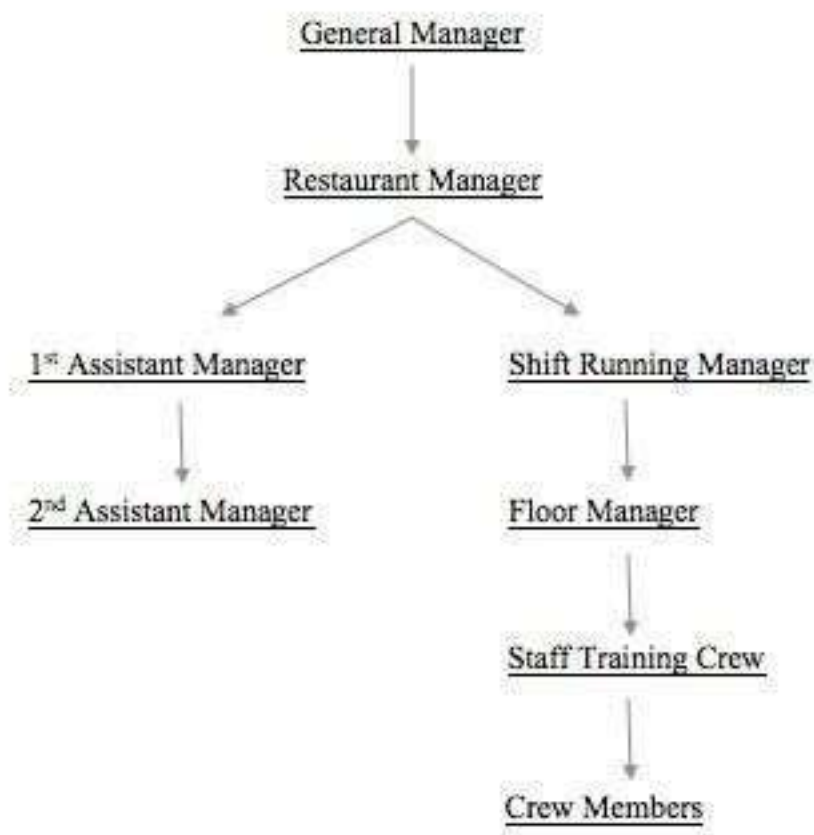 General Manager
Restaurant Manager
1st Assistant Manager
Shift Running Manager
2nd Assistant Manager
Floor Manager
Staff Training Crew
Crew Members